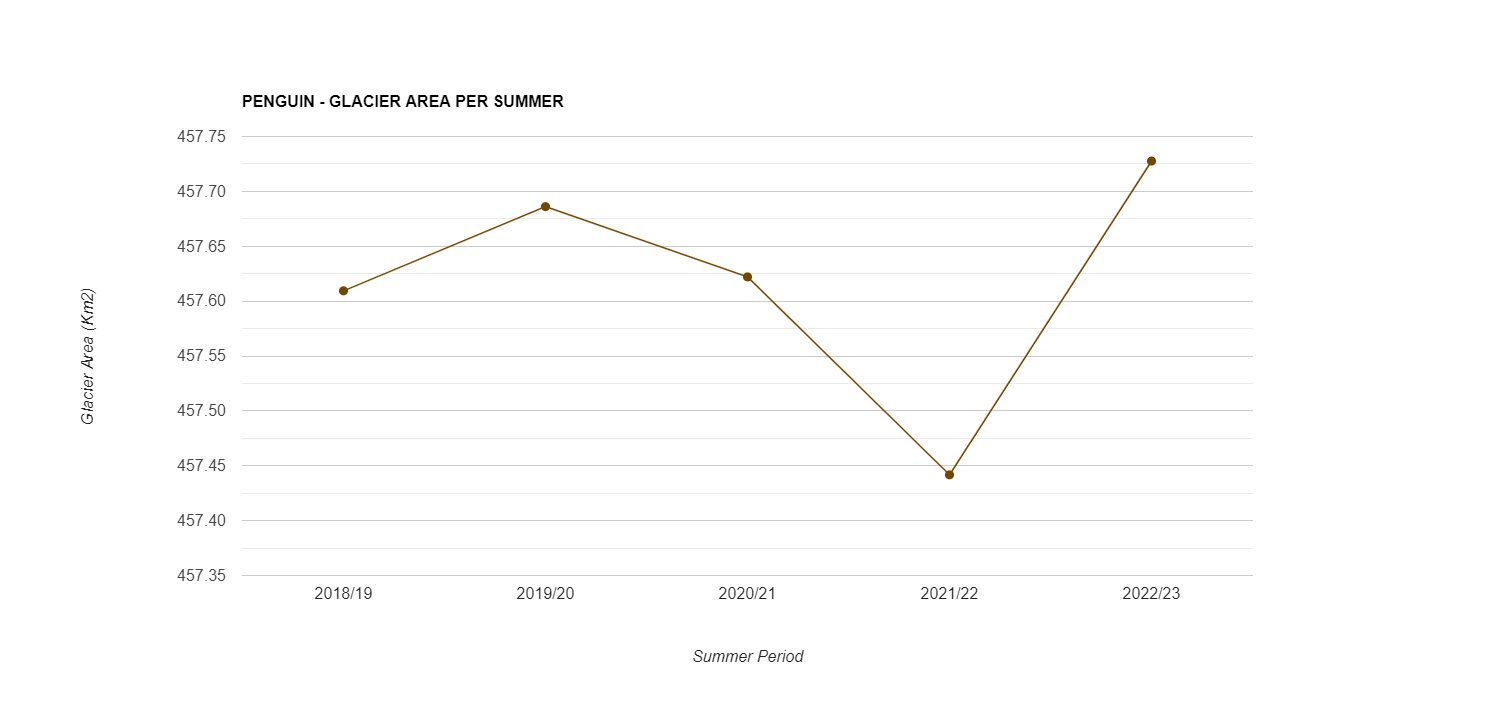 PENGUIN - GLACIER AREA PER SUMMER
457.75
457.70
457.65
457.60
457.55
457.50
457.45
457.40
457.35
Glacier Area (Km2)
2018/19 2019/20 2020/21 2021/22 2022/23
Summer Period